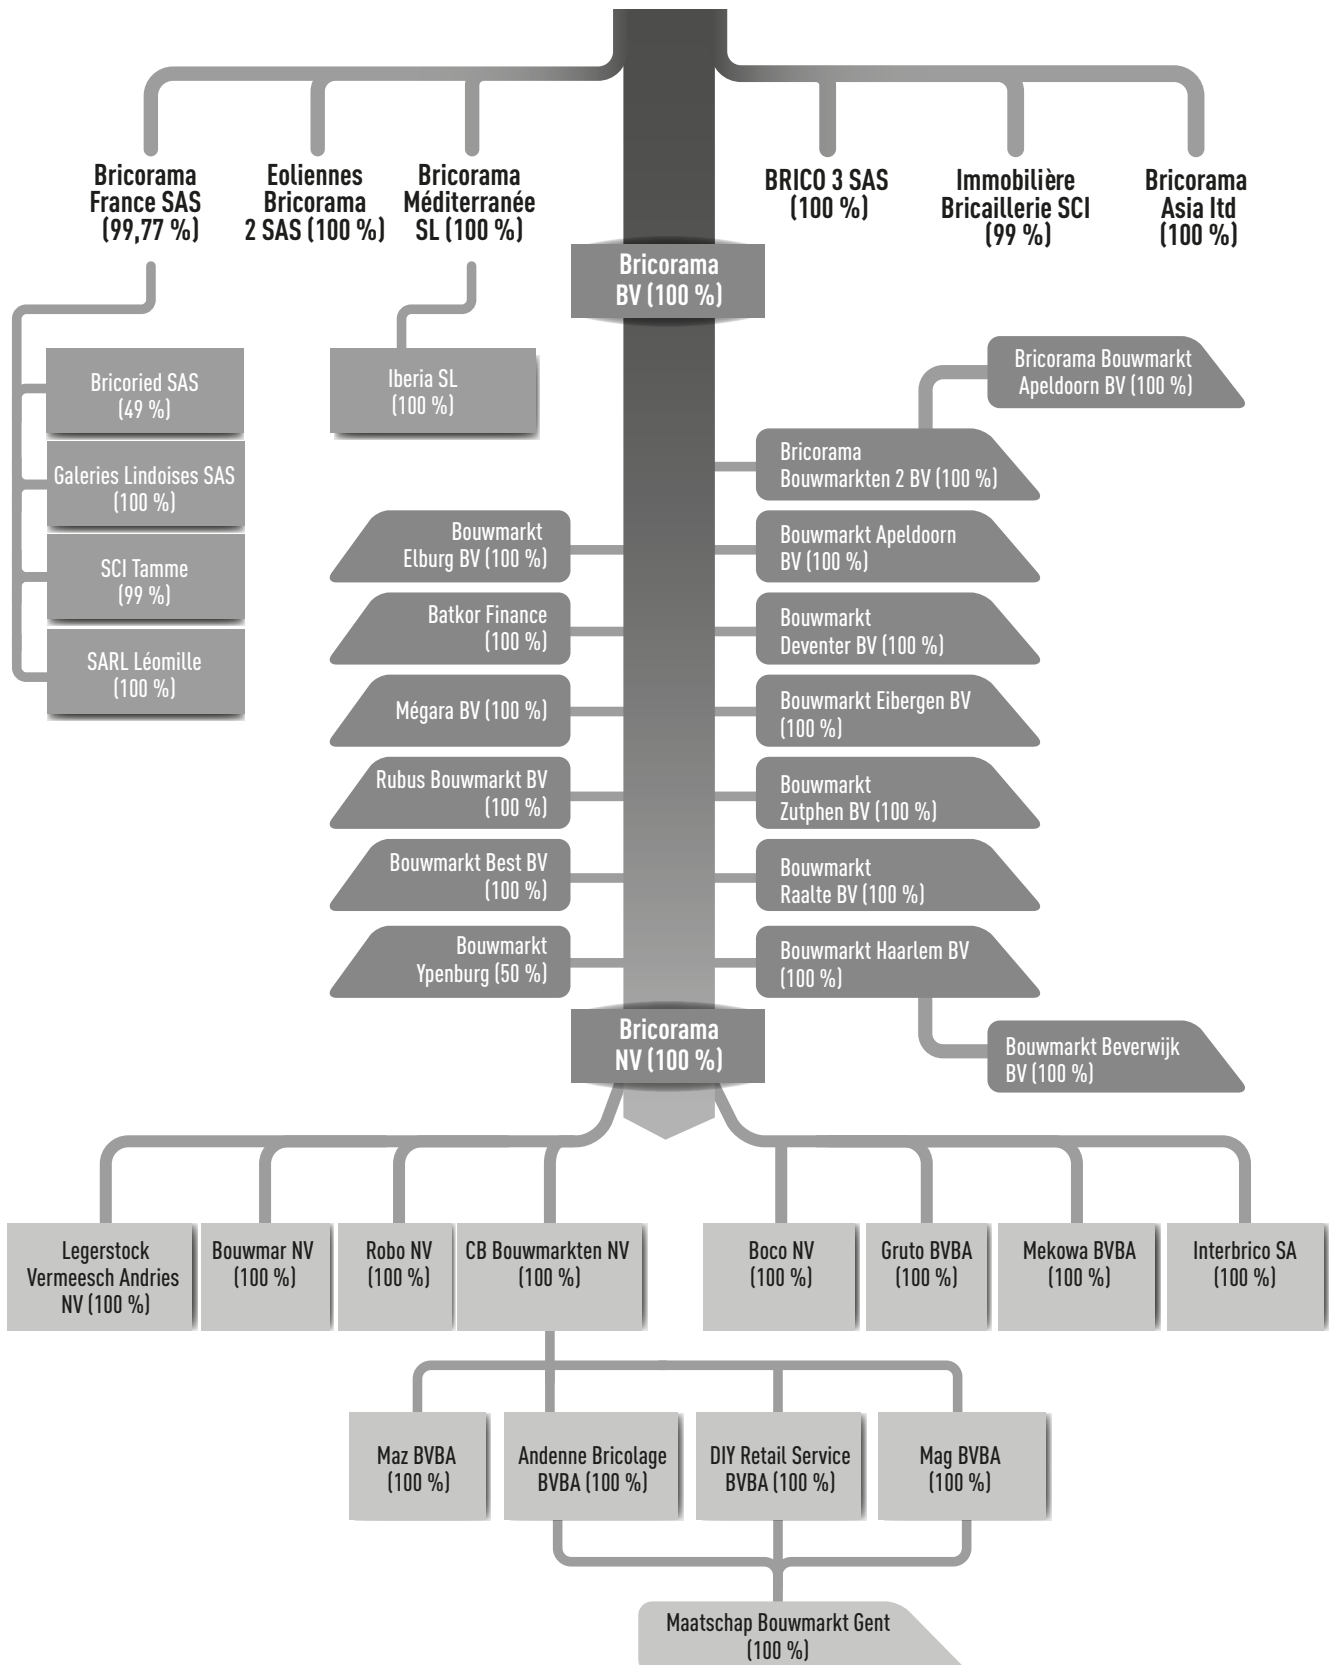 Bricorama
France SAS
(99,77 %)
Eoliennes
Bricorama
2 SAS (100 %)
Bricorama
Méditerranée
SL (100 %)
BRICO 3 SAS
(100 %)
Immobilière
Bricaillerie SCI
(99 %)
Bricorama
Asia ltd
(100 %)
Bricorama
BV (100 %)
Bricoried SAS
(49 %)
Galeries Lindoises SAS
(100 %)
SCI Tamme
(99 %)
SARL Léomille
(100 %)
Iberia SL
(100 %)
Bricorama Bouwmarkt
Apeldoorn BV (100 %)
Bricorama
Bouwmarkten 2 BV (100 %)
Bouwmarkt
Elburg BV (100 %)
Bouwmarkt Apeldoorn
BV (100 %)
Batkor Finance
(100 %)
Bouwmarkt
Deventer BV (100 %)
Mégara BV (100 %)
Bouwmarkt Eibergen BV
(100 %)
Rubus Bouwmarkt BV
(100 %)
Bouwmarkt
Zutphen BV (100 %)
Bouwmarkt Best BV
(100 %)
Bouwmarkt
Raalte BV (100 %)
Bouwmarkt
Ypenburg (50 %)
Bouwmarkt Haarlem BV
(100 %)
Bricorama
NV (100 %)
Bouwmarkt Beverwijk
BV (100 %)
Legerstock
Vermeesch Andries
NV (100 %)
Bouwmar NV
(100 %)
Robo NV
(100 %)
CB Bouwmarkten NV
(100 %)
Boco NV
(100 %)
Gruto BVBA
(100 %)
Mekowa BVBA
(100 %)
Interbrico SA
(100 %)
Maz BVBA
(100 %)
Andenne Bricolage
BVBA (100 %)
DIY Retail Service
BVBA (100 %)
Mag BVBA
(100 %)
Maatschap Bouwmarkt Gent
(100 %)